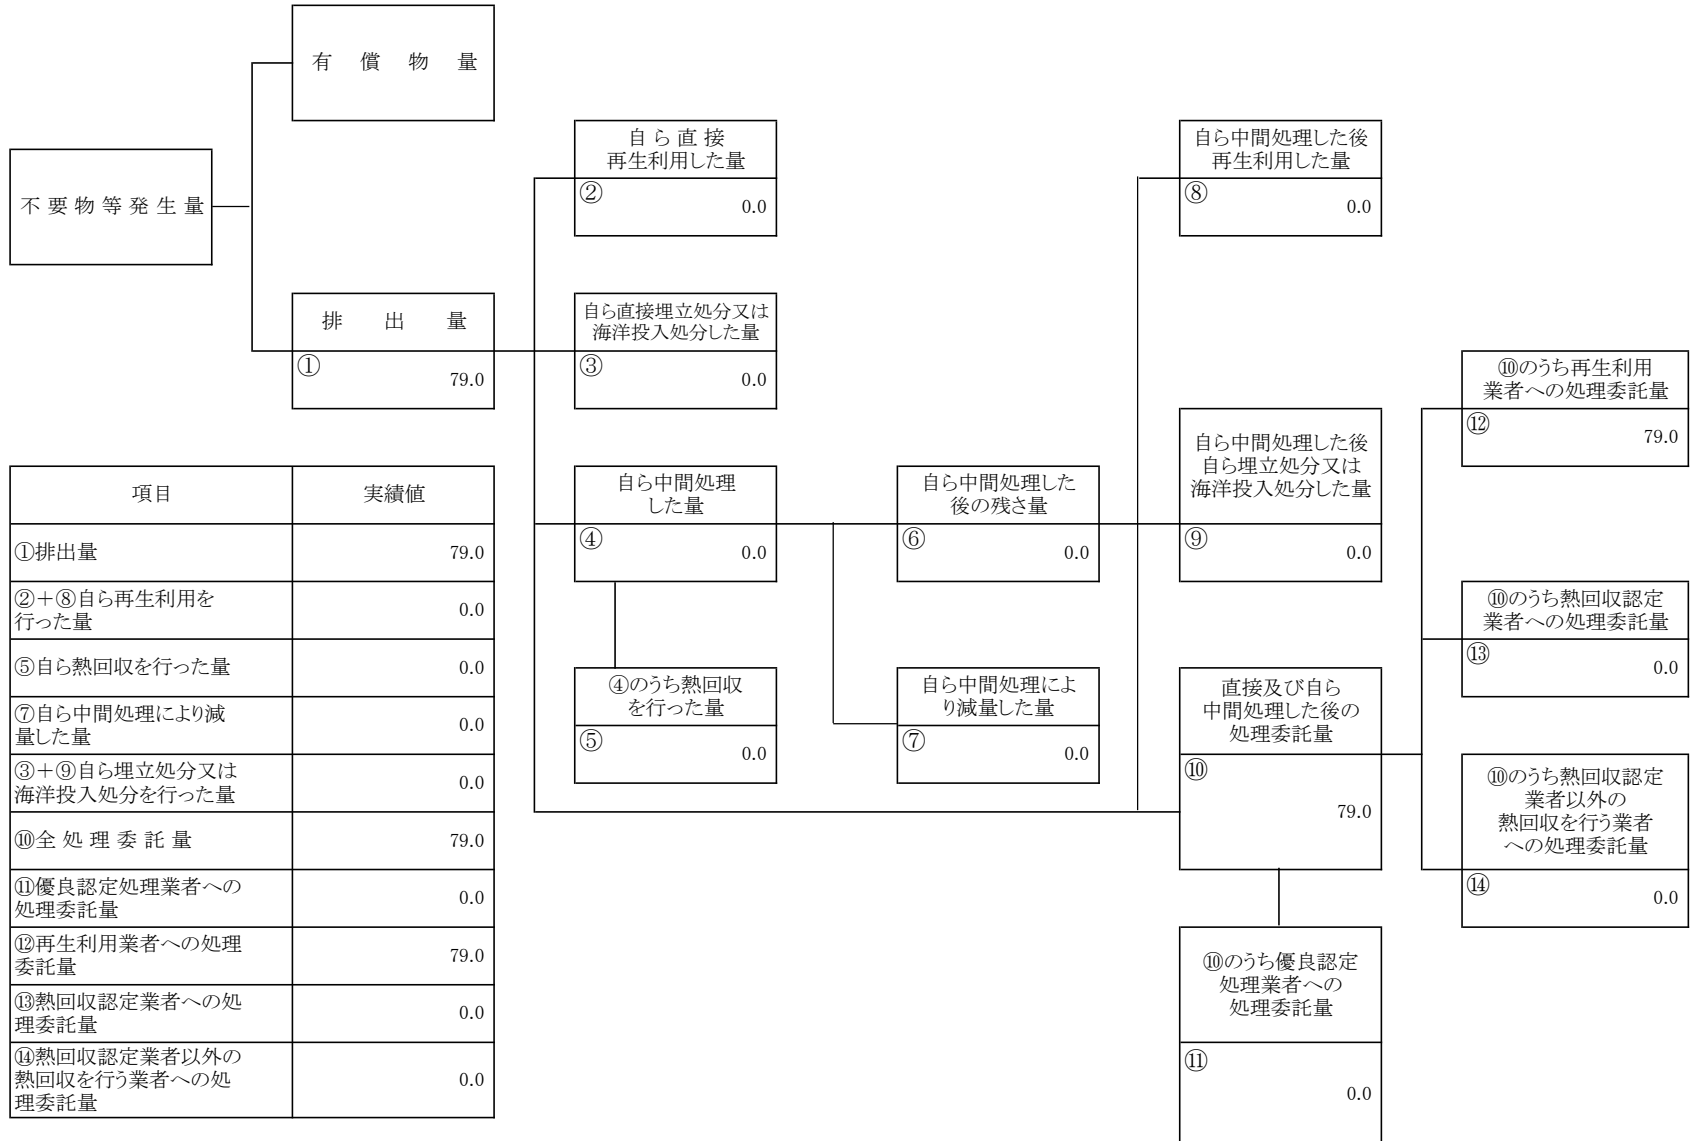 有 償 物 量
不 要 物 等 発 生 量
自 ら 直 接
再生利用した量
②
0.0
自ら中間処理した後
再生利用した量
⑧
0.0
排 出 量
①
79.0
自ら直接埋立処分又は
海洋投入処分した量
③
0.0
⑩のうち再生利用
業者への処理委託量
⑫
79.0
自ら中間処理
した量
④
0.0
自ら中間処理した
後の残さ量
⑥
0.0
自ら中間処理した後
自ら埋立処分又は
海洋投入処分した量
⑨
0.0
⑩のうち熱回収認定
業者への処理委託量
⑬
0.0
④のうち熱回収
を行った量
⑤
0.0
自ら中間処理によ
り減量した量
⑦
0.0
直接及び自ら
中間処理した後の
処理委託量
⑩
79.0
⑩のうち熱回収認定
業者以外の
熱回収を行う業者
への処理委託量
⑭
0.0
⑩のうち優良認定
処理業者への
処理委託量
⑪
0.0
項目 実績値
①排出量 79.0
②+⑧自ら再生利用を
行った量 0.0
⑤自ら熱回収を行った量 0.0
⑦自ら中間処理により減
量した量 0.0
③+⑨自ら埋立処分又は
海洋投入処分を行った量 0.0
⑩全 処 理 委 託 量 79.0
⑪優良認定処理業者への
処理委託量 0.0
⑫再生利用業者への処理
委託量 79.0
⑬熱回収認定業者への処
理委託量 0.0
⑭熱回収認定業者以外の
熱回収を行う業者への処
理委託量 0.0